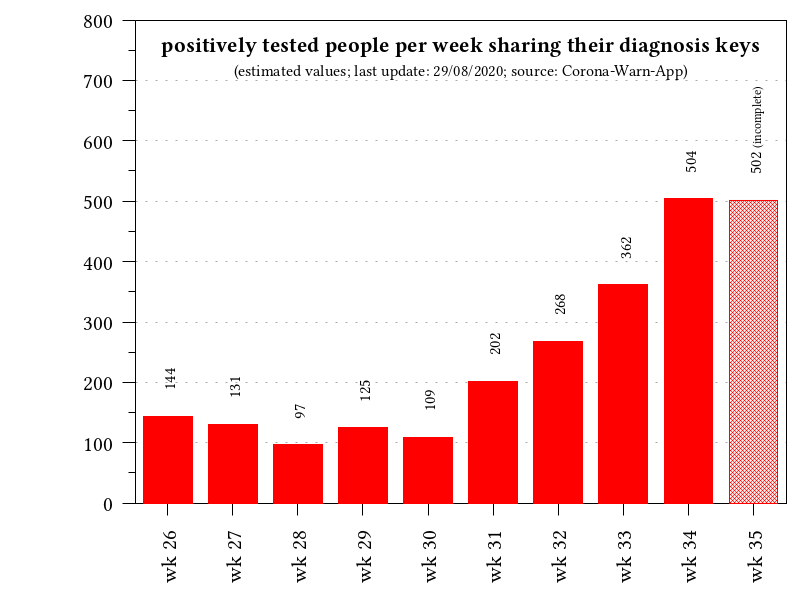 positively tested people per week sharing their diagnosis keys
(estimated values; last update: 29/08/2020; source: Corona-Warn-App)
800
700
600
500
400
300
200
100
0
144
131
97
125
109
202
268
362
504
502 (incomplete)
wk 26
wk 27
wk 28
wk 29
wk 30
wk 31
wk 32
wk 33
wk 34
wk 35